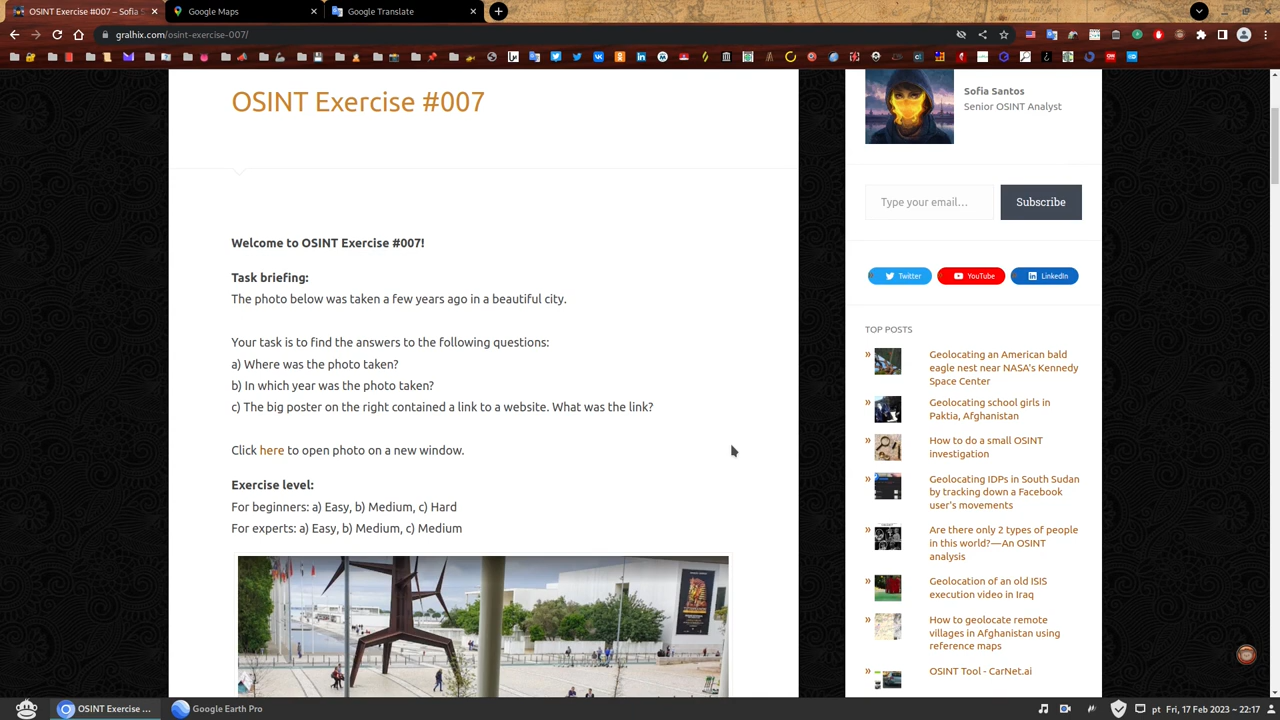 OSINT Exercise #007 – Sofia S
Google Maps
Google Translate
gralhix.com/osint-exercise-007/
OSINT Exercise #007
Welcome to OSINT Exercise #007!
Task briefing:
The photo below was taken a few years ago in a beautiful city.
Your task is to find the answers to the following questions:
a) Where was the photo taken?
b) In which year was the photo taken?
c) The big poster on the right contained a link to a website. What was the link?
Click here to open photo on a new window.
Exercise level:
For beginners: a) Easy, b) Medium, c) Hard
For experts: a) Easy, b) Medium, c) Medium
Sofia Santos
Senior OSINT Analyst
Type your email…
Subscribe
Twitter
YouTube
LinkedIn
TOP POSTS
» Geolocating an American bald
eagle nest near NASA's Kennedy
Space Center
» Geolocating school girls in
Paktia, Afghanistan
» How to do a small OSINT
investigation
» Geolocating IDPs in South Sudan
by tracking down a Facebook
user's movements
» Are there only 2 types of people
in this world? — An OSINT
analysis
» Geolocation of an old ISIS
execution video in Iraq
» How to geolocate remote
villages in Afghanistan using
reference maps
» OSINT Tool - CarNet.ai
OSINT Exercise ...
Google Earth Pro
pt Fri, 17 Feb 2023 ~ 22:17